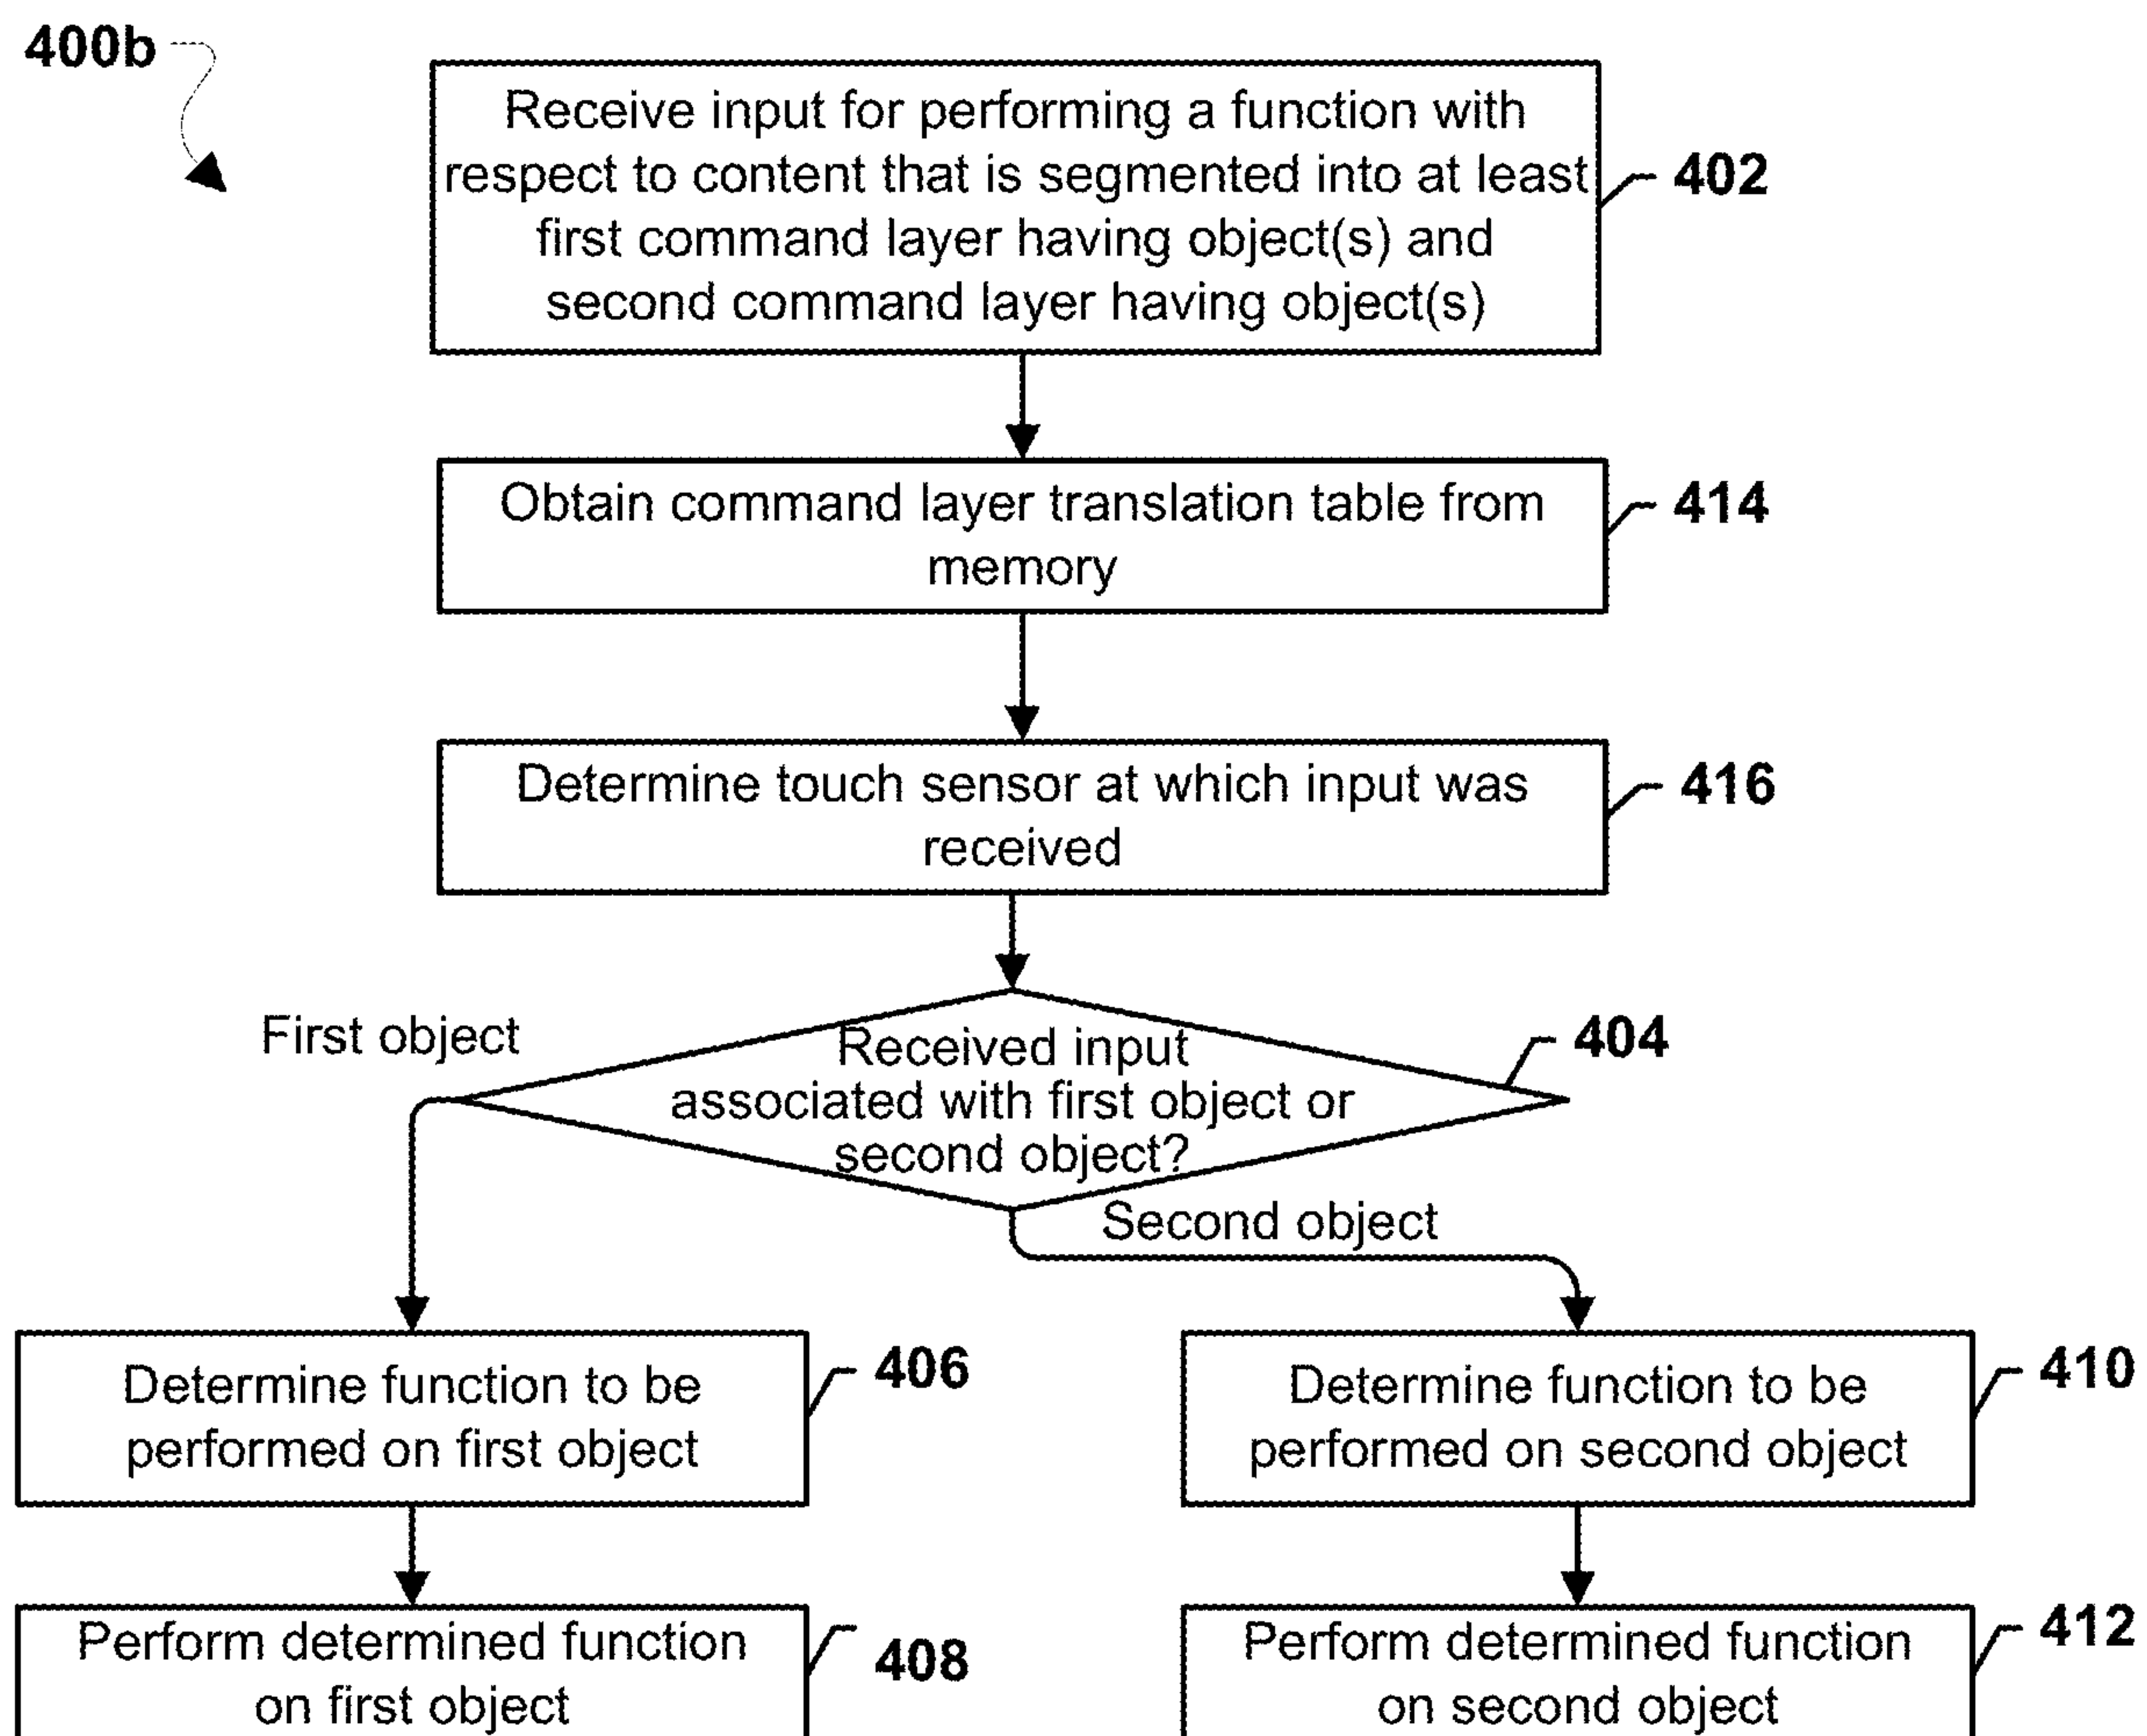 400b
Receive input for performing a function with
respect to content that is segmented into at least
first command layer having object(s) and
second command layer having object(s)
402
Obtain command layer translation table from
memory
414
Determine touch sensor at which input was
received
416
First object
Received input
associated with first object or
second object?
404
Second object
Determine function to be
performed on first object
406
Determine function to be
performed on second object
410
Perform determined function
on first object
408
Perform determined function
on second object
412